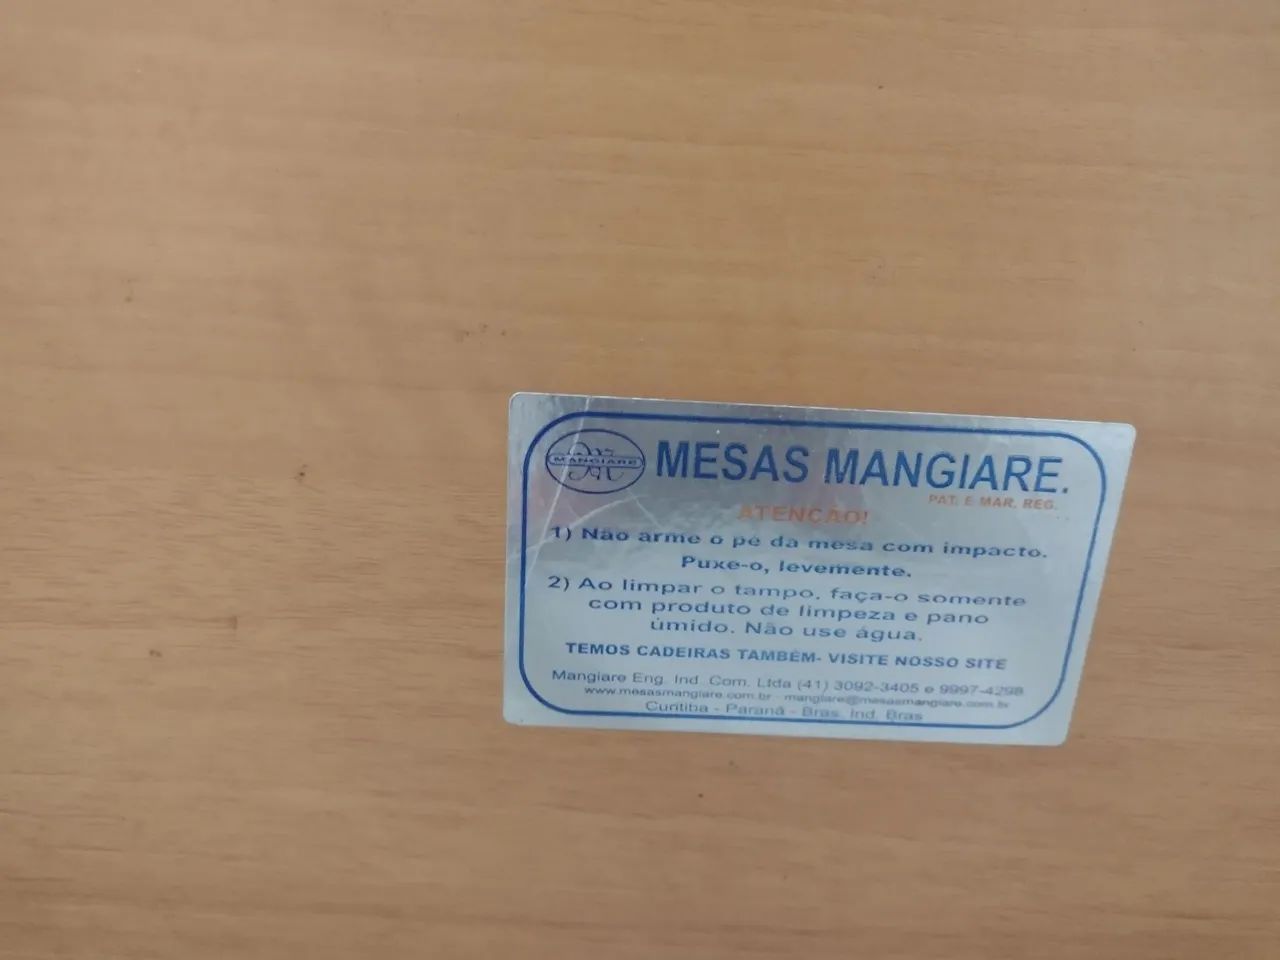 MANGIARE
MESAS MANGIARE.
PAT. E MAR. REG.
ATENÇÃO!
1) Não arme o pé da mesa com impacto.
Puxe-o, levemente.
2) Ao limpar o tampo, faça-o somente
com produto de limpeza e pano
úmido. Não use água.
TEMOS CADEIRAS TAMBÉM- VISITE NOSSO SITE
Mangiare Eng. Ind. Com. Ltda (41) 3092-3405 e 9997-4298
www.mesasmangiare.com.br - mangiare@mesasmangiare.com.br
Curitiba - Paraná - Bras. Ind. Bras